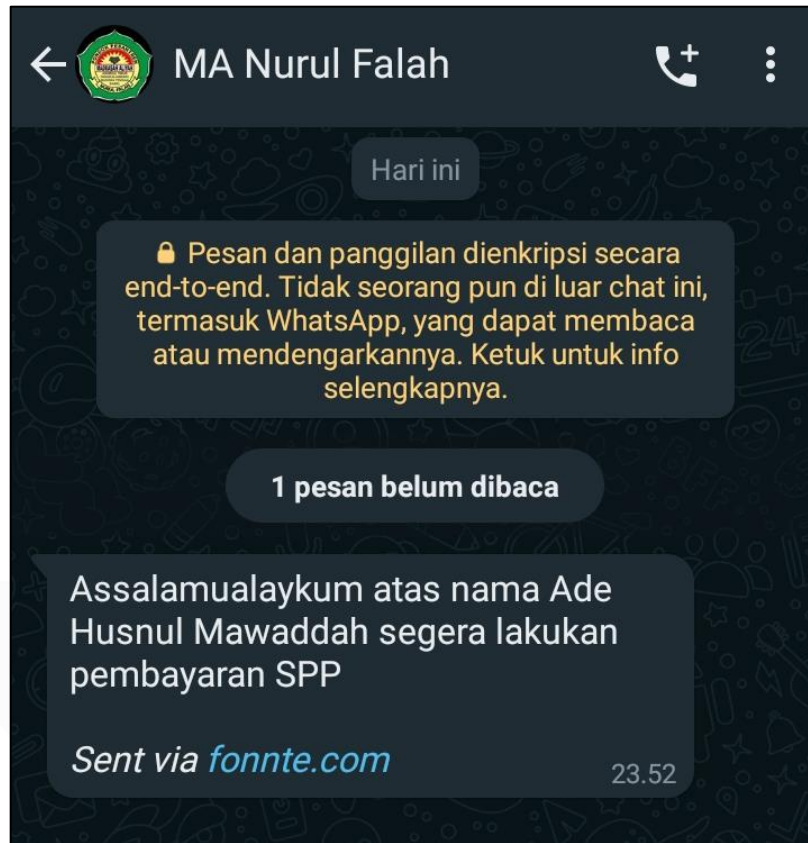 MA Nurul Falah
Hari ini
Pesan dan panggilan dienkripsi secara
end-to-end. Tidak seorang pun di luar chat ini,
termasuk WhatsApp, yang dapat membaca
atau mendengarkannya. Ketuk untuk info
selengkapnya.
1 pesan belum dibaca
Assalamualaykum atas nama Ade
Husnul Mawaddah segera lakukan
pembayaran SPP
Sent via fonnte.com
23.52